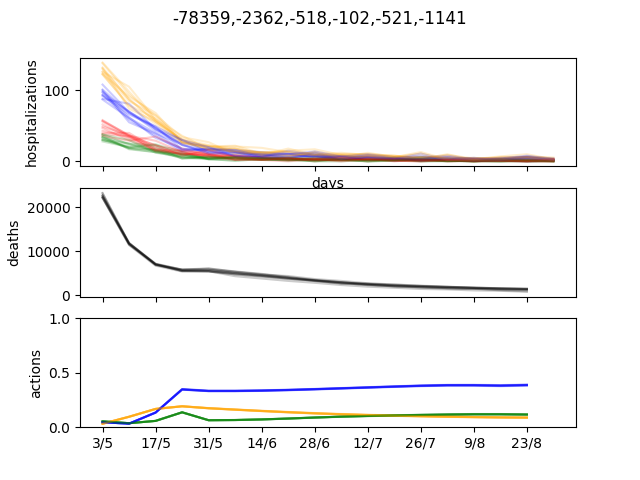 -78359,-2362,-518,-102,-521,-1141
hospitalizations
100
0
days
deaths
20000
10000
0
actions
1.0
0.5
0.0
3/5 17/5 31/5 14/6 28/6 12/7 26/7 9/8 23/8